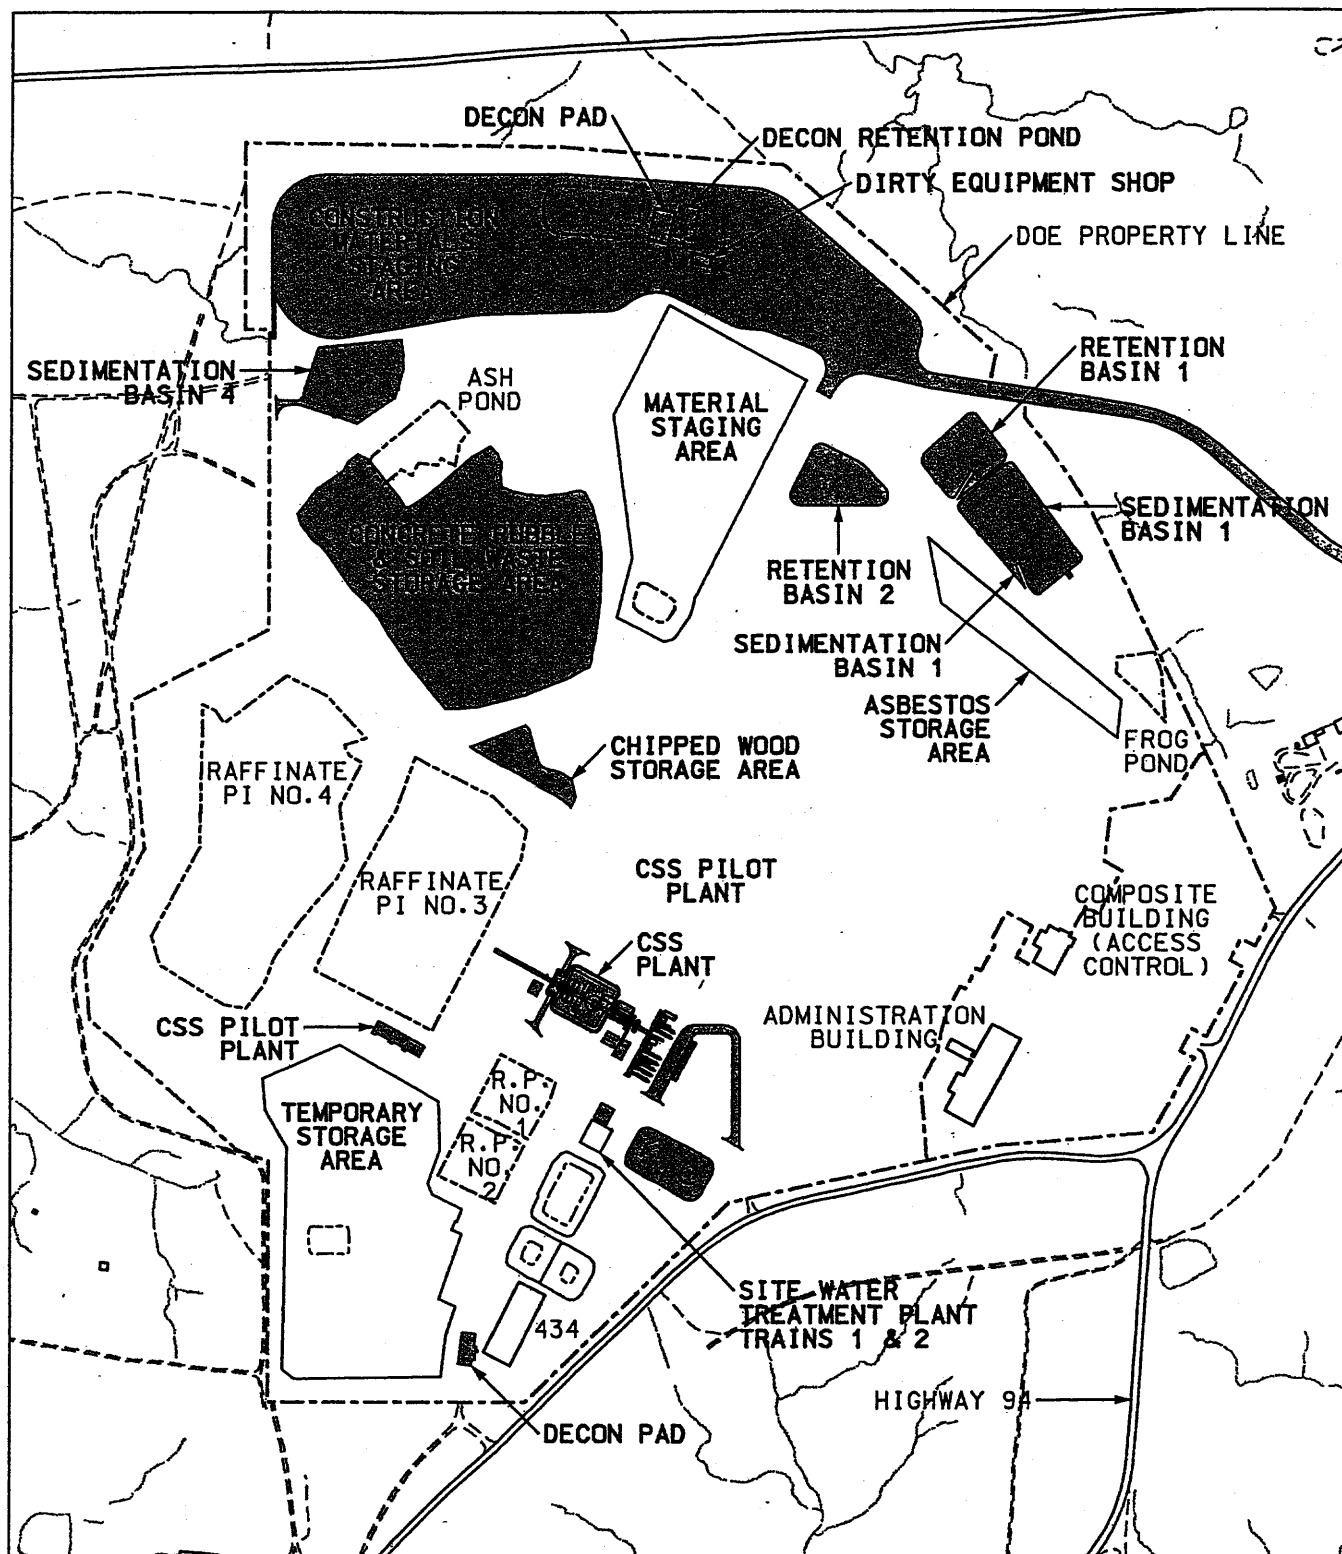 DECON PAD
DECON RETENTION POND
DIRTY EQUIPMENT SHOP
DOE PROPERTY LINE
CONSTRUCTION
MATERIALS
STAGING
AREA
RETENTION
BASIN 1
SEDIMENTATION
BASIN 4
ASH
POND
MATERIAL
STAGING
AREA
SEDIMENTATION
BASIN 1
CONCRETE RUBBLE
& SOIL WASTE
STORAGE AREA
RETENTION
BASIN 2
SEDIMENTATION
BASIN 1
ASBESTOS
STORAGE
AREA
FROG
POND
CHIPPED WOOD
STORAGE AREA
RAFFINATE
PI NO.4
RAFFINATE
PI NO.3
CSS PILOT
PLANT
COMPOSITE
BUILDING
(ACCESS
CONTROL)
CSS
PLANT
ADMINISTRATION
BUILDING
CSS PILOT
PLANT
R.P.
NO.
1
TEMPORARY
STORAGE
AREA
R.P.
NO.
2
SITE WATER
TREATMENT PLANT
TRAINS 1 & 2
434
HIGHWAY 94
DECON PAD